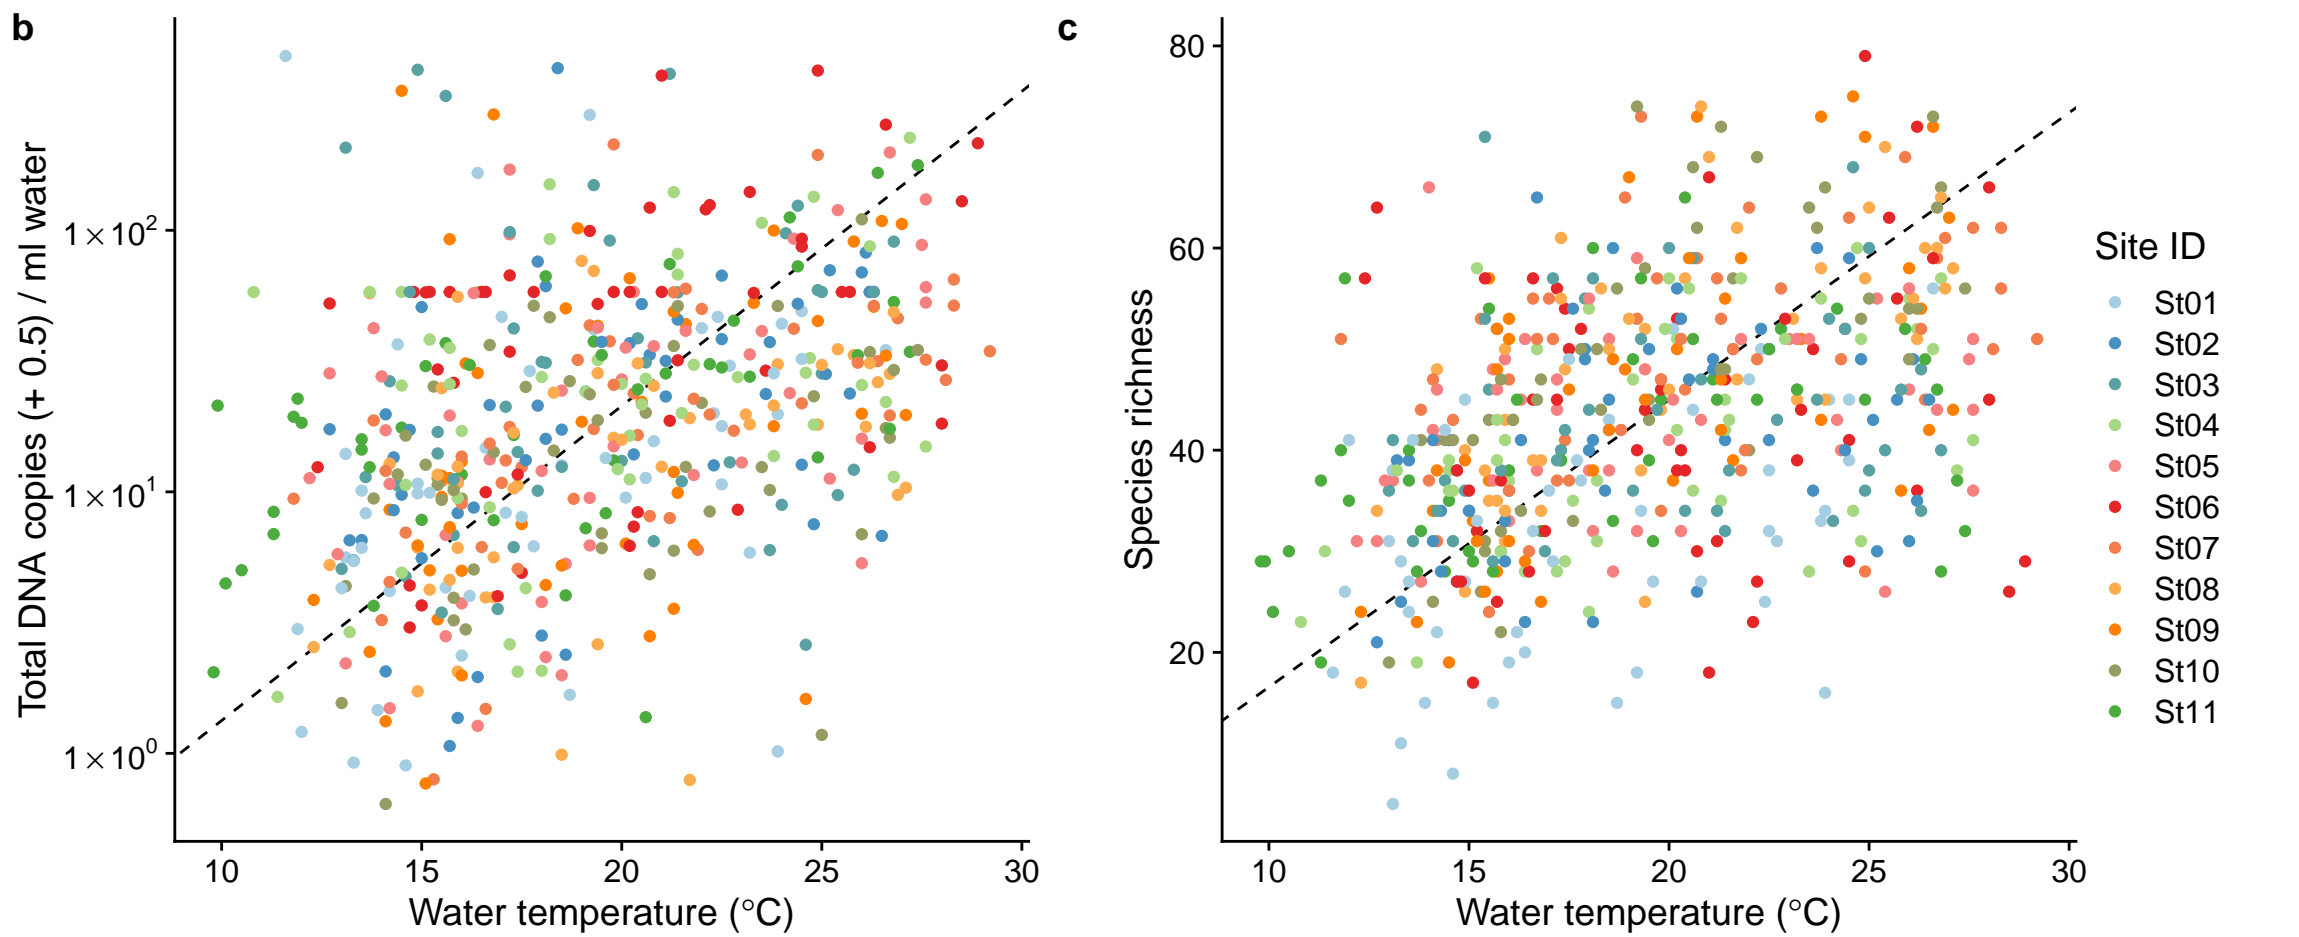 b
Total DNA copies (+ 0.5) / ml water
1×10²
1×10¹
1×10⁰
10 15 20 25 30
Water temperature (°C)
c
Species richness
80
60
40
20
10 15 20 25 30
Water temperature (°C)
Site ID
St01
St02
St03
St04
St05
St06
St07
St08
St09
St10
St11